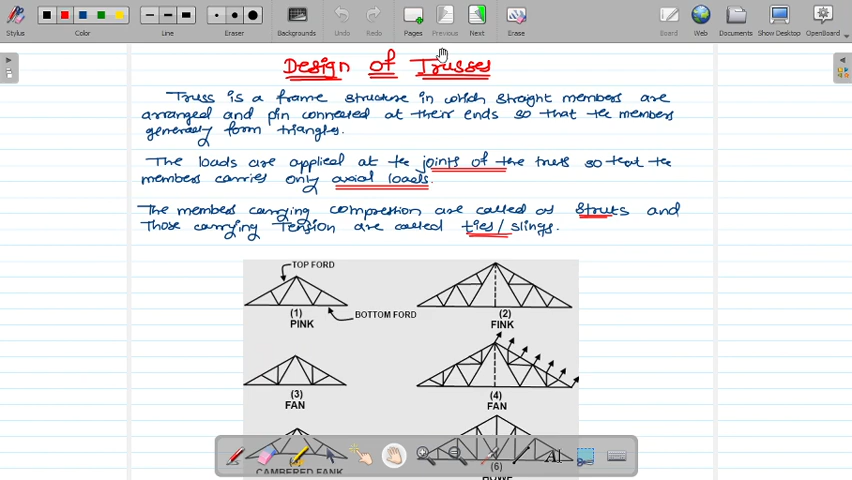 Stylus
Color
Line
Eraser
Backgrounds
Undo
Redo
Pages
Previous
Next
Erase
Board
Web
Documents
Show Desktop
OpenBoard
Design of Trusses
Truss is a frame structure in which straight members are
arranged and pin connected at their ends so that the members
generally form triangles.
The loads are applied at the joints of the truss so that the
members carries only axial loads.
The members carrying compression are called as struts and
Those carrying Tension are called ties/slings.
TOP FORD
(1)
PINK
BOTTOM FORD
(2)
FINK
(3)
FAN
(4)
FAN
CAMBERED FANK
(6)
HOWE